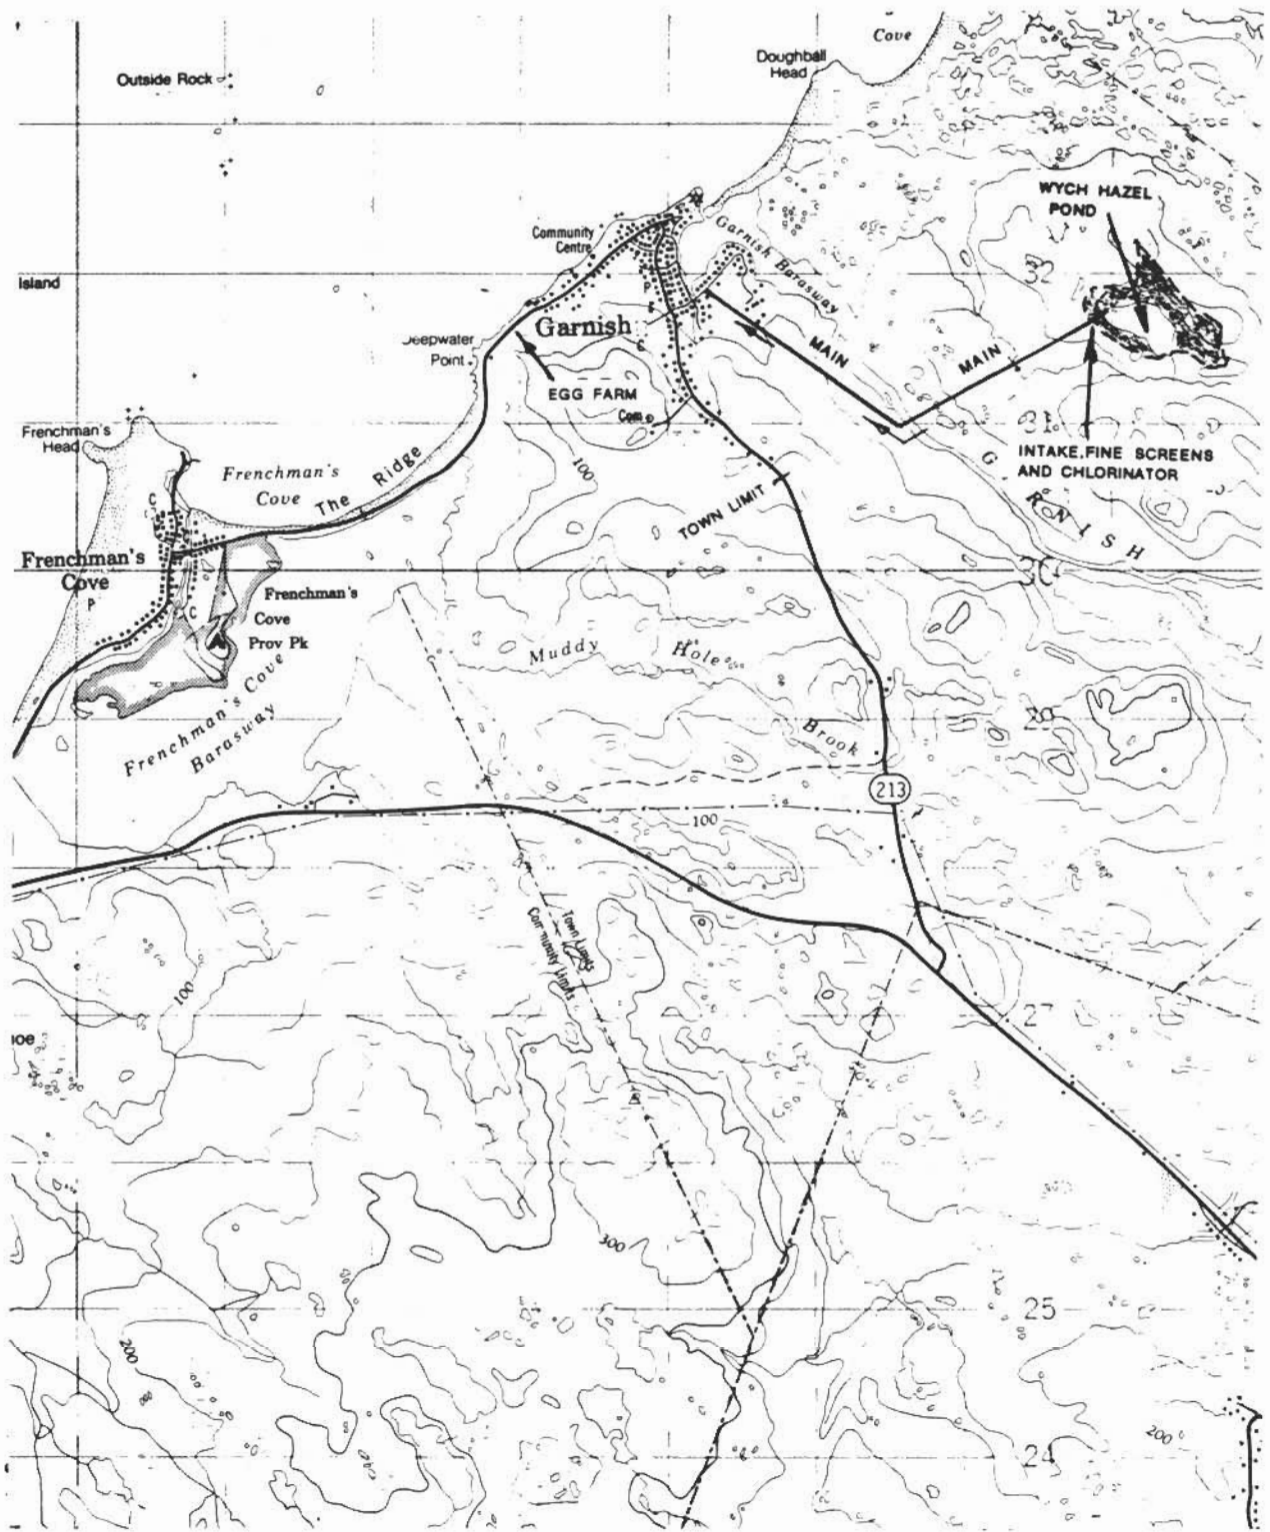 Cove
Doughball
Head
Outside Rock
WYCH HAZEL
POND
Community
Centre
Garnish Barasway
32
Island
Garnish
P
C
Deepwater
Point
MAIN
MAIN
EGG FARM
Com
31
Frenchman's
Head
INTAKE, FINE SCREENS
AND CHLORINATOR
Frenchman's
Cove
The Ridge
100
G
R N I S H
TOWN LIMIT
C
Frenchman's
Cove
P
C
30
Frenchman's
Cove
Prov Pk
Muddy Hole
Brook
29
Frenchman's Cove
Barasway
213
100
Town Limits
Community Limits
100
27
300
25
200
24
200